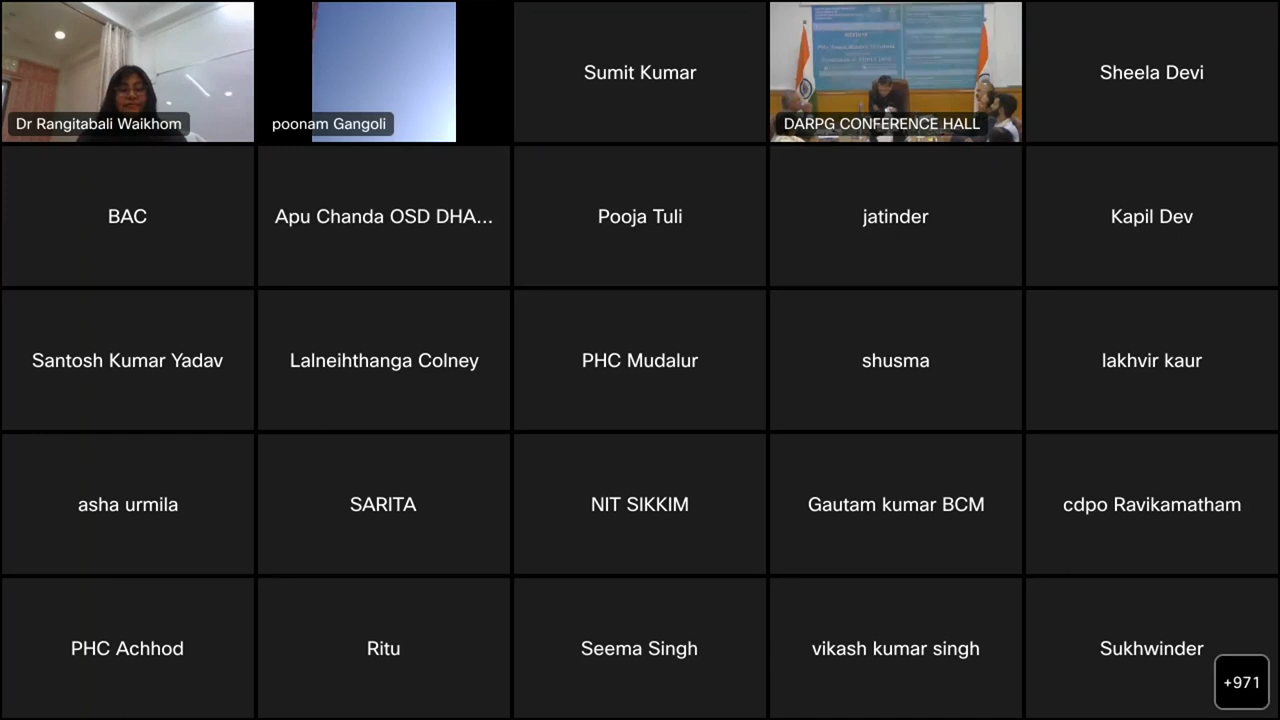 Dr Rangitabali Waikhom
poonam Gangoli
Sumit Kumar
DARPG CONFERENCE HALL
Sheela Devi
BAC
Apu Chanda OSD DHA...
Pooja Tuli
jatinder
Kapil Dev
Santosh Kumar Yadav
Lalneihthanga Colney
PHC Mudalur
shusma
lakhvir kaur
asha urmila
SARITA
NIT SIKKIM
Gautam kumar BCM
cdpo Ravikamatham
PHC Achhod
Ritu
Seema Singh
vikash kumar singh
Sukhwinder
+971